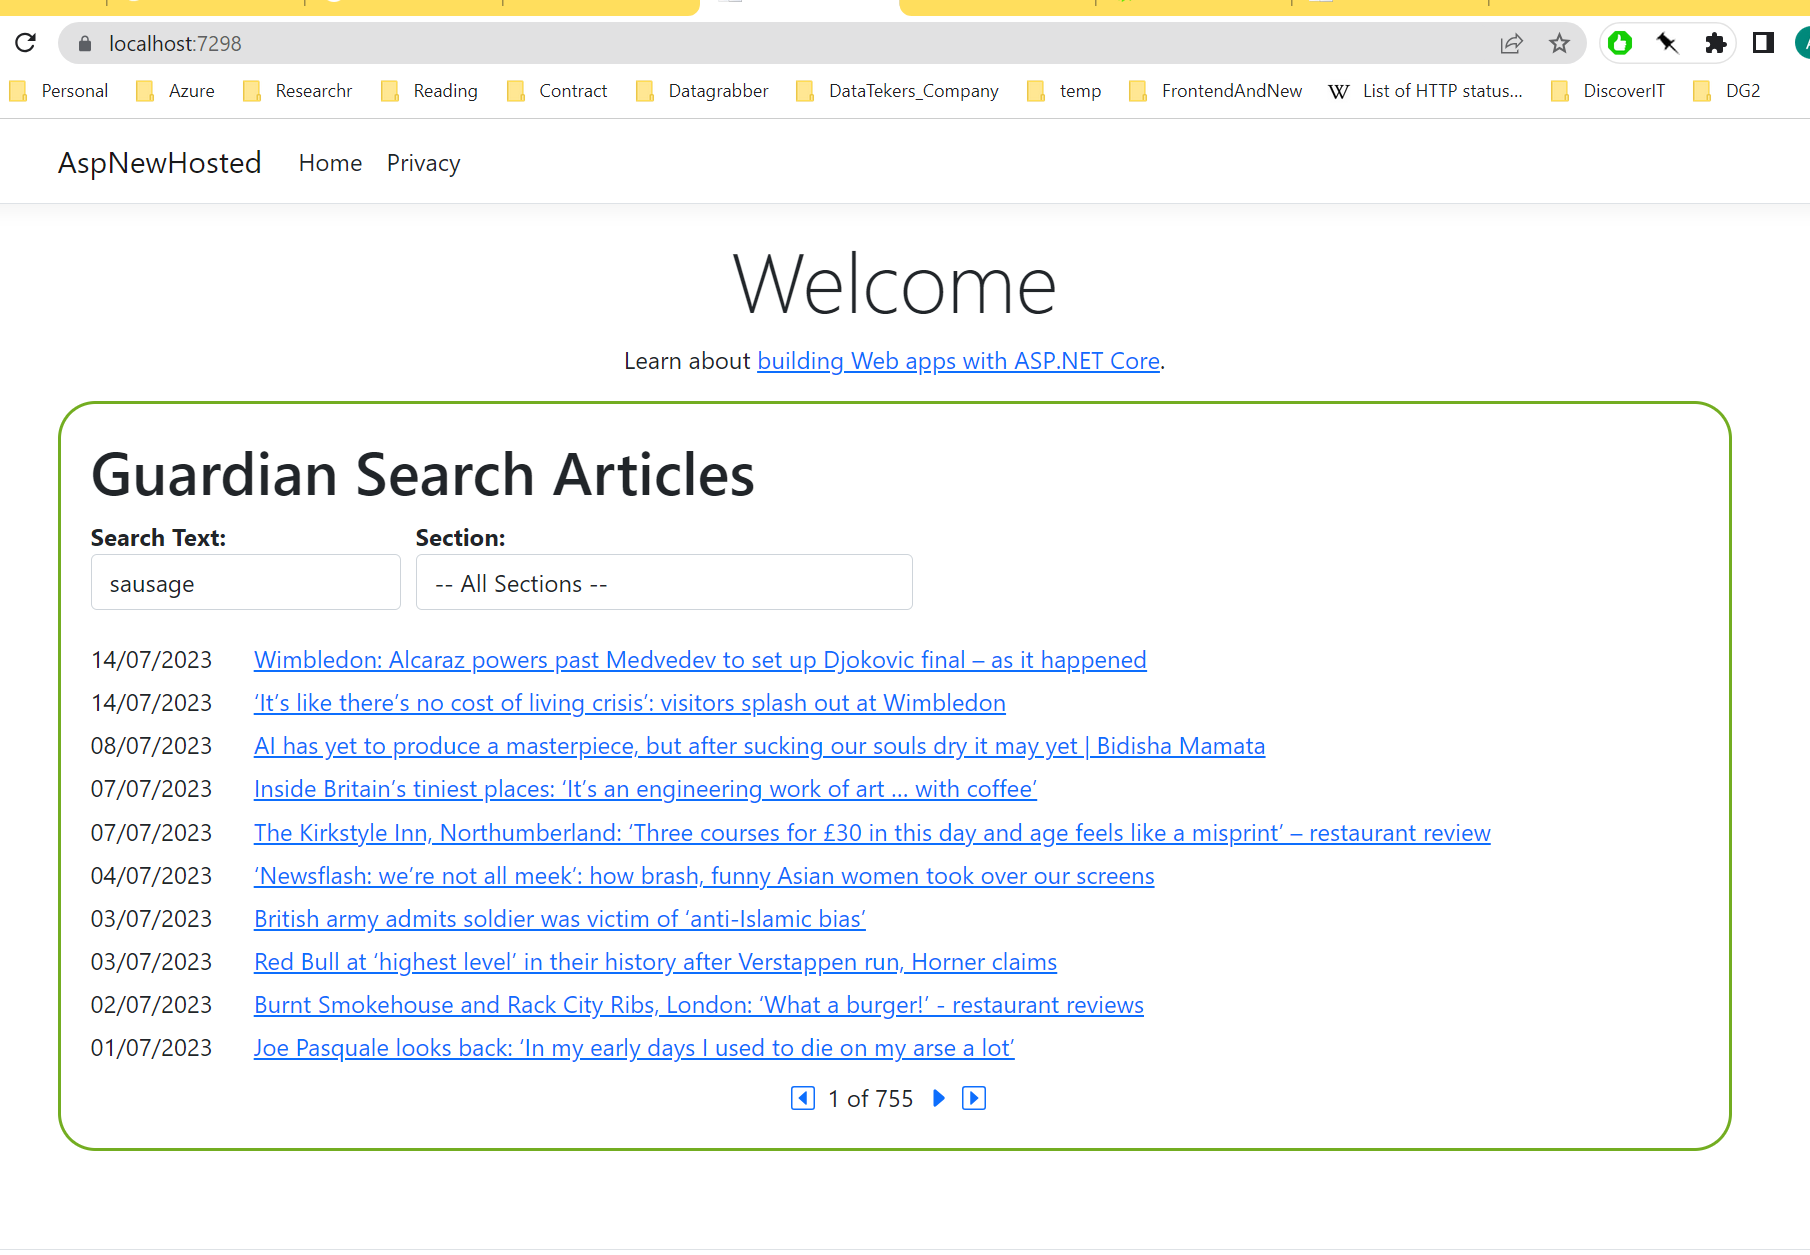 localhost:7298
Personal Azure Researchr Reading Contract Datagrabber DataTekers_Company temp FrontendAndNew W List of HTTP status... DiscoverIT DG2
AspNewHosted Home Privacy
Welcome
Learn about building Web apps with ASP.NET Core.
Guardian Search Articles
Search Text: Section:
sausage -- All Sections --
14/07/2023 Wimbledon: Alcaraz powers past Medvedev to set up Djokovic final – as it happened
14/07/2023 ‘It’s like there’s no cost of living crisis’: visitors splash out at Wimbledon
08/07/2023 AI has yet to produce a masterpiece, but after sucking our souls dry it may yet | Bidisha Mamata
07/07/2023 Inside Britain’s tiniest places: ‘It’s an engineering work of art … with coffee’
07/07/2023 The Kirkstyle Inn, Northumberland: ‘Three courses for £30 in this day and age feels like a misprint’ – restaurant review
04/07/2023 ‘Newsflash: we’re not all meek’: how brash, funny Asian women took over our screens
03/07/2023 British army admits soldier was victim of ‘anti-Islamic bias’
03/07/2023 Red Bull at ‘highest level’ in their history after Verstappen run, Horner claims
02/07/2023 Burnt Smokehouse and Rack City Ribs, London: ‘What a burger!’ - restaurant reviews
01/07/2023 Joe Pasquale looks back: ‘In my early days I used to die on my arse a lot’
1 of 755